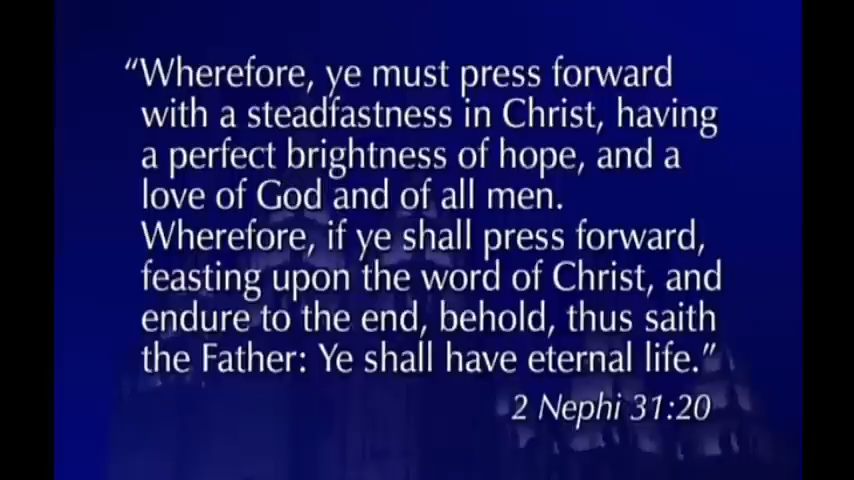 “Wherefore, ye must press forward
with a steadfastness in Christ, having
a perfect brightness of hope, and a
love of God and of all men.
Wherefore, if ye shall press forward,
feasting upon the word of Christ, and
endure to the end, behold, thus saith
the Father: Ye shall have eternal life.”
2 Nephi 31:20